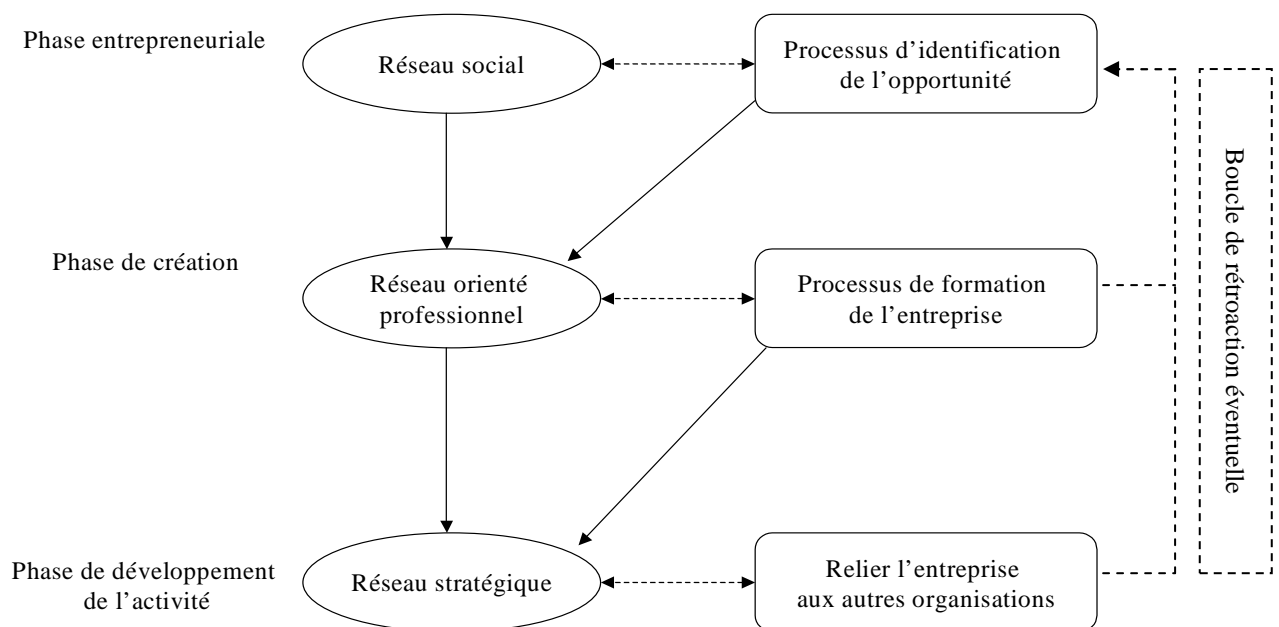 Phase entrepreneuriale
Réseau social
Processus d’identification
de l’opportunité
Phase de création
Réseau orienté
professionnel
Processus de formation
de l’entreprise
Phase de développement
de l’activité
Réseau stratégique
Relier l’entreprise
aux autres organisations
Boucle de rétroaction éventuelle